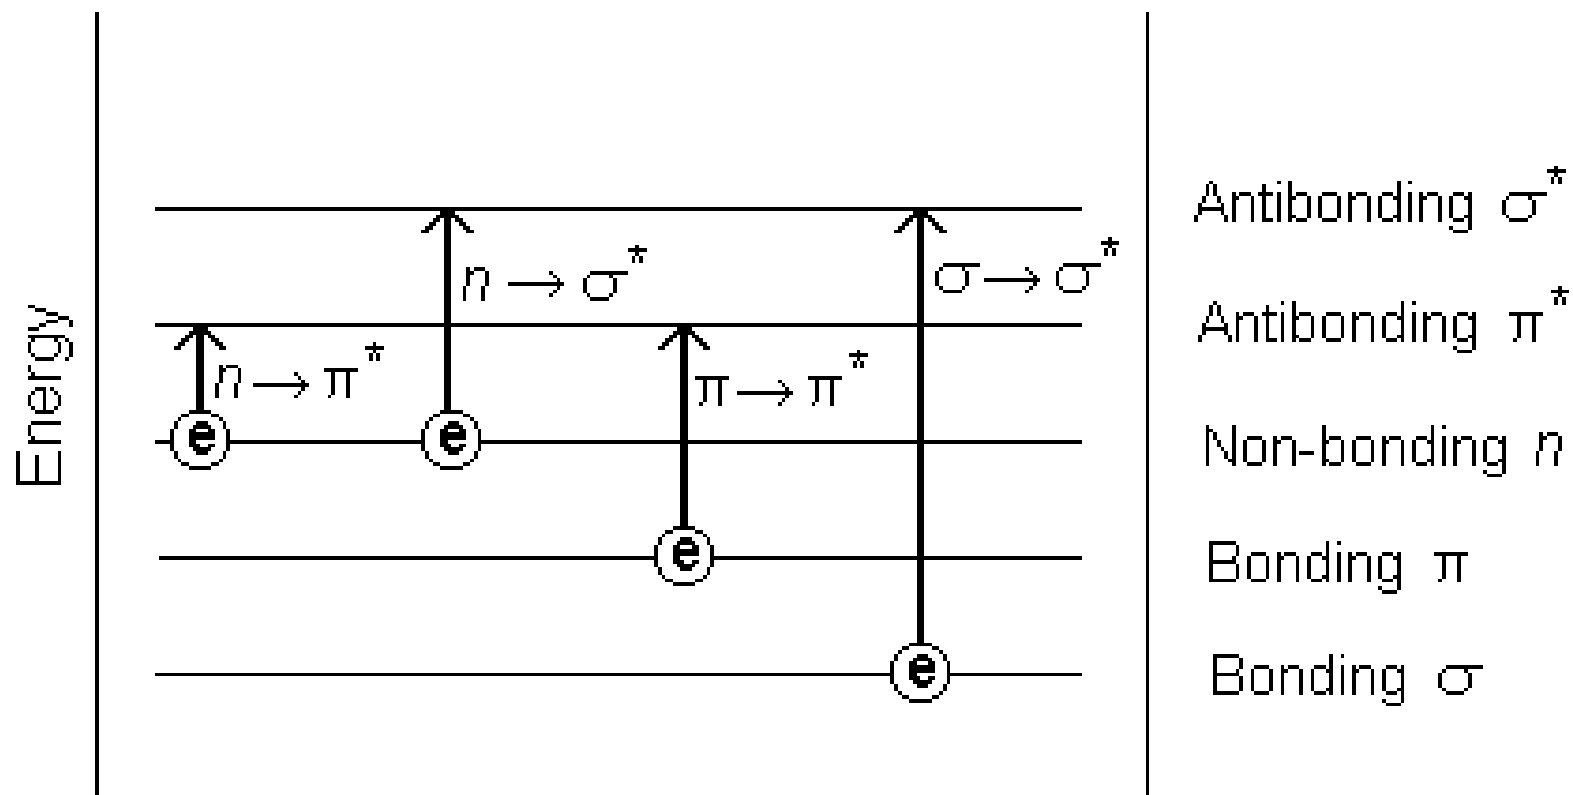 Energy
Antibonding σ*
n → σ*
σ → σ*
Antibonding π*
n → π*
π → π*
Non-bonding n
e
e
Bonding π
e
Bonding σ
e